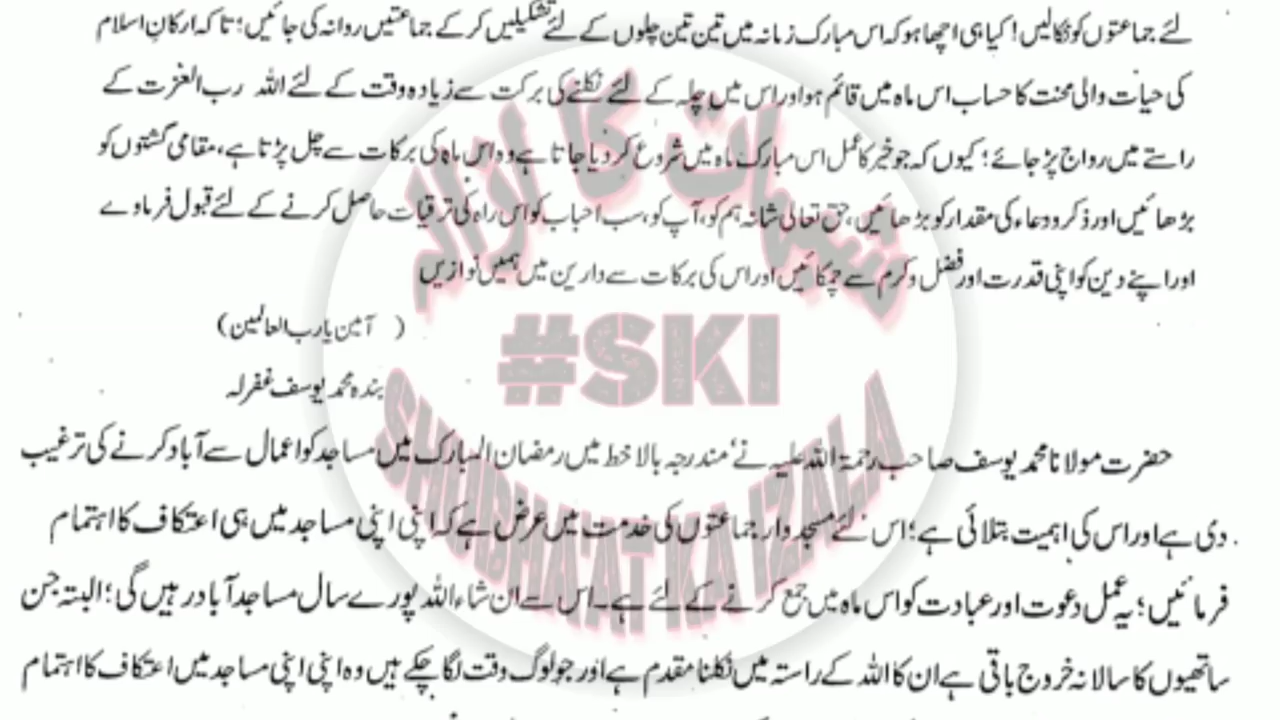 لئے جماعتوں کو نکالیں! کیا ہی اچھا ہو کہ اس مبارک زمانہ میں تین تین چلوں کے لئے تشکیلیں کر کے جماعتیں روانہ کی جائیں؛ تا کہ ارکانِ اسلام
کی حیات والی محنت کا حساب اس ماہ میں قائم ہو اور اس میں چلہ کے لئے نکلنے کی برکت سے زیادہ وقت کے لئے اللہ رب العزت کے
راستے میں رواج پڑ جائے؛ کیوں کہ جو خیر کا عمل اس مبارک ماہ میں شروع کر دیا جاتا ہے وہ اس ماہ کی برکات سے چل پڑتا ہے، مقامی گشتوں کو
بڑھائیں اور ذکر و دعاء کی مقدار کو بڑھائیں، حق تعالی شانہ ہم کو، آپ کو، سب احباب کو اس راہ کی ترقیات حاصل کرنے کے لئے قبول فرماوے
اور اپنے دین کو اپنی قدرت اور فضل و کرم سے چمکائیں اور اس کی برکات سے دارین میں ہمیں نوازیں
( آمین یا رب العالمین)
بندہ محمد یوسف غفرلہ
حضرت مولانا محمد یوسف صاحب رحمۃ اللہ علیہ نے مندرجہ بالا خط میں رمضان المبارک میں مساجد کو اعمال سے آباد کرنے کی ترغیب
دی ہے اور اس کی اہمیت بتلائی ہے؛ اس لئے مسجد وار جماعتوں کی خدمت میں عرض ہے کہ اپنی اپنی مساجد میں ہی اعتکاف کا اہتمام
فرمائیں؛ یہ عمل دعوت اور عبادت کو اس ماہ میں جمع کرنے کے لئے ہے۔ اس سے ان شاء اللہ پورے سال مساجد آباد رہیں گی؛ البتہ جن
ساتھیوں کا سالانہ خروج باقی ہے ان کا اللہ کے راستہ میں نکلنا مقدم ہے اور جو لوگ وقت لگا چکے ہیں وہ اپنی اپنی مساجد میں اعتکاف کا اہتمام
شبہات کا ازالہ
#SKI
SHUBHAAT KA IZALA